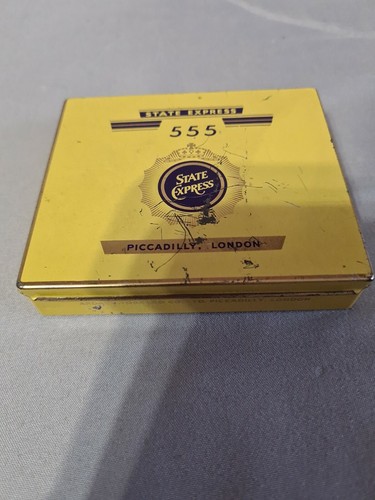 STATE EXPRESS
555
STATE
EXPRESS
PICCADILLY, LONDON